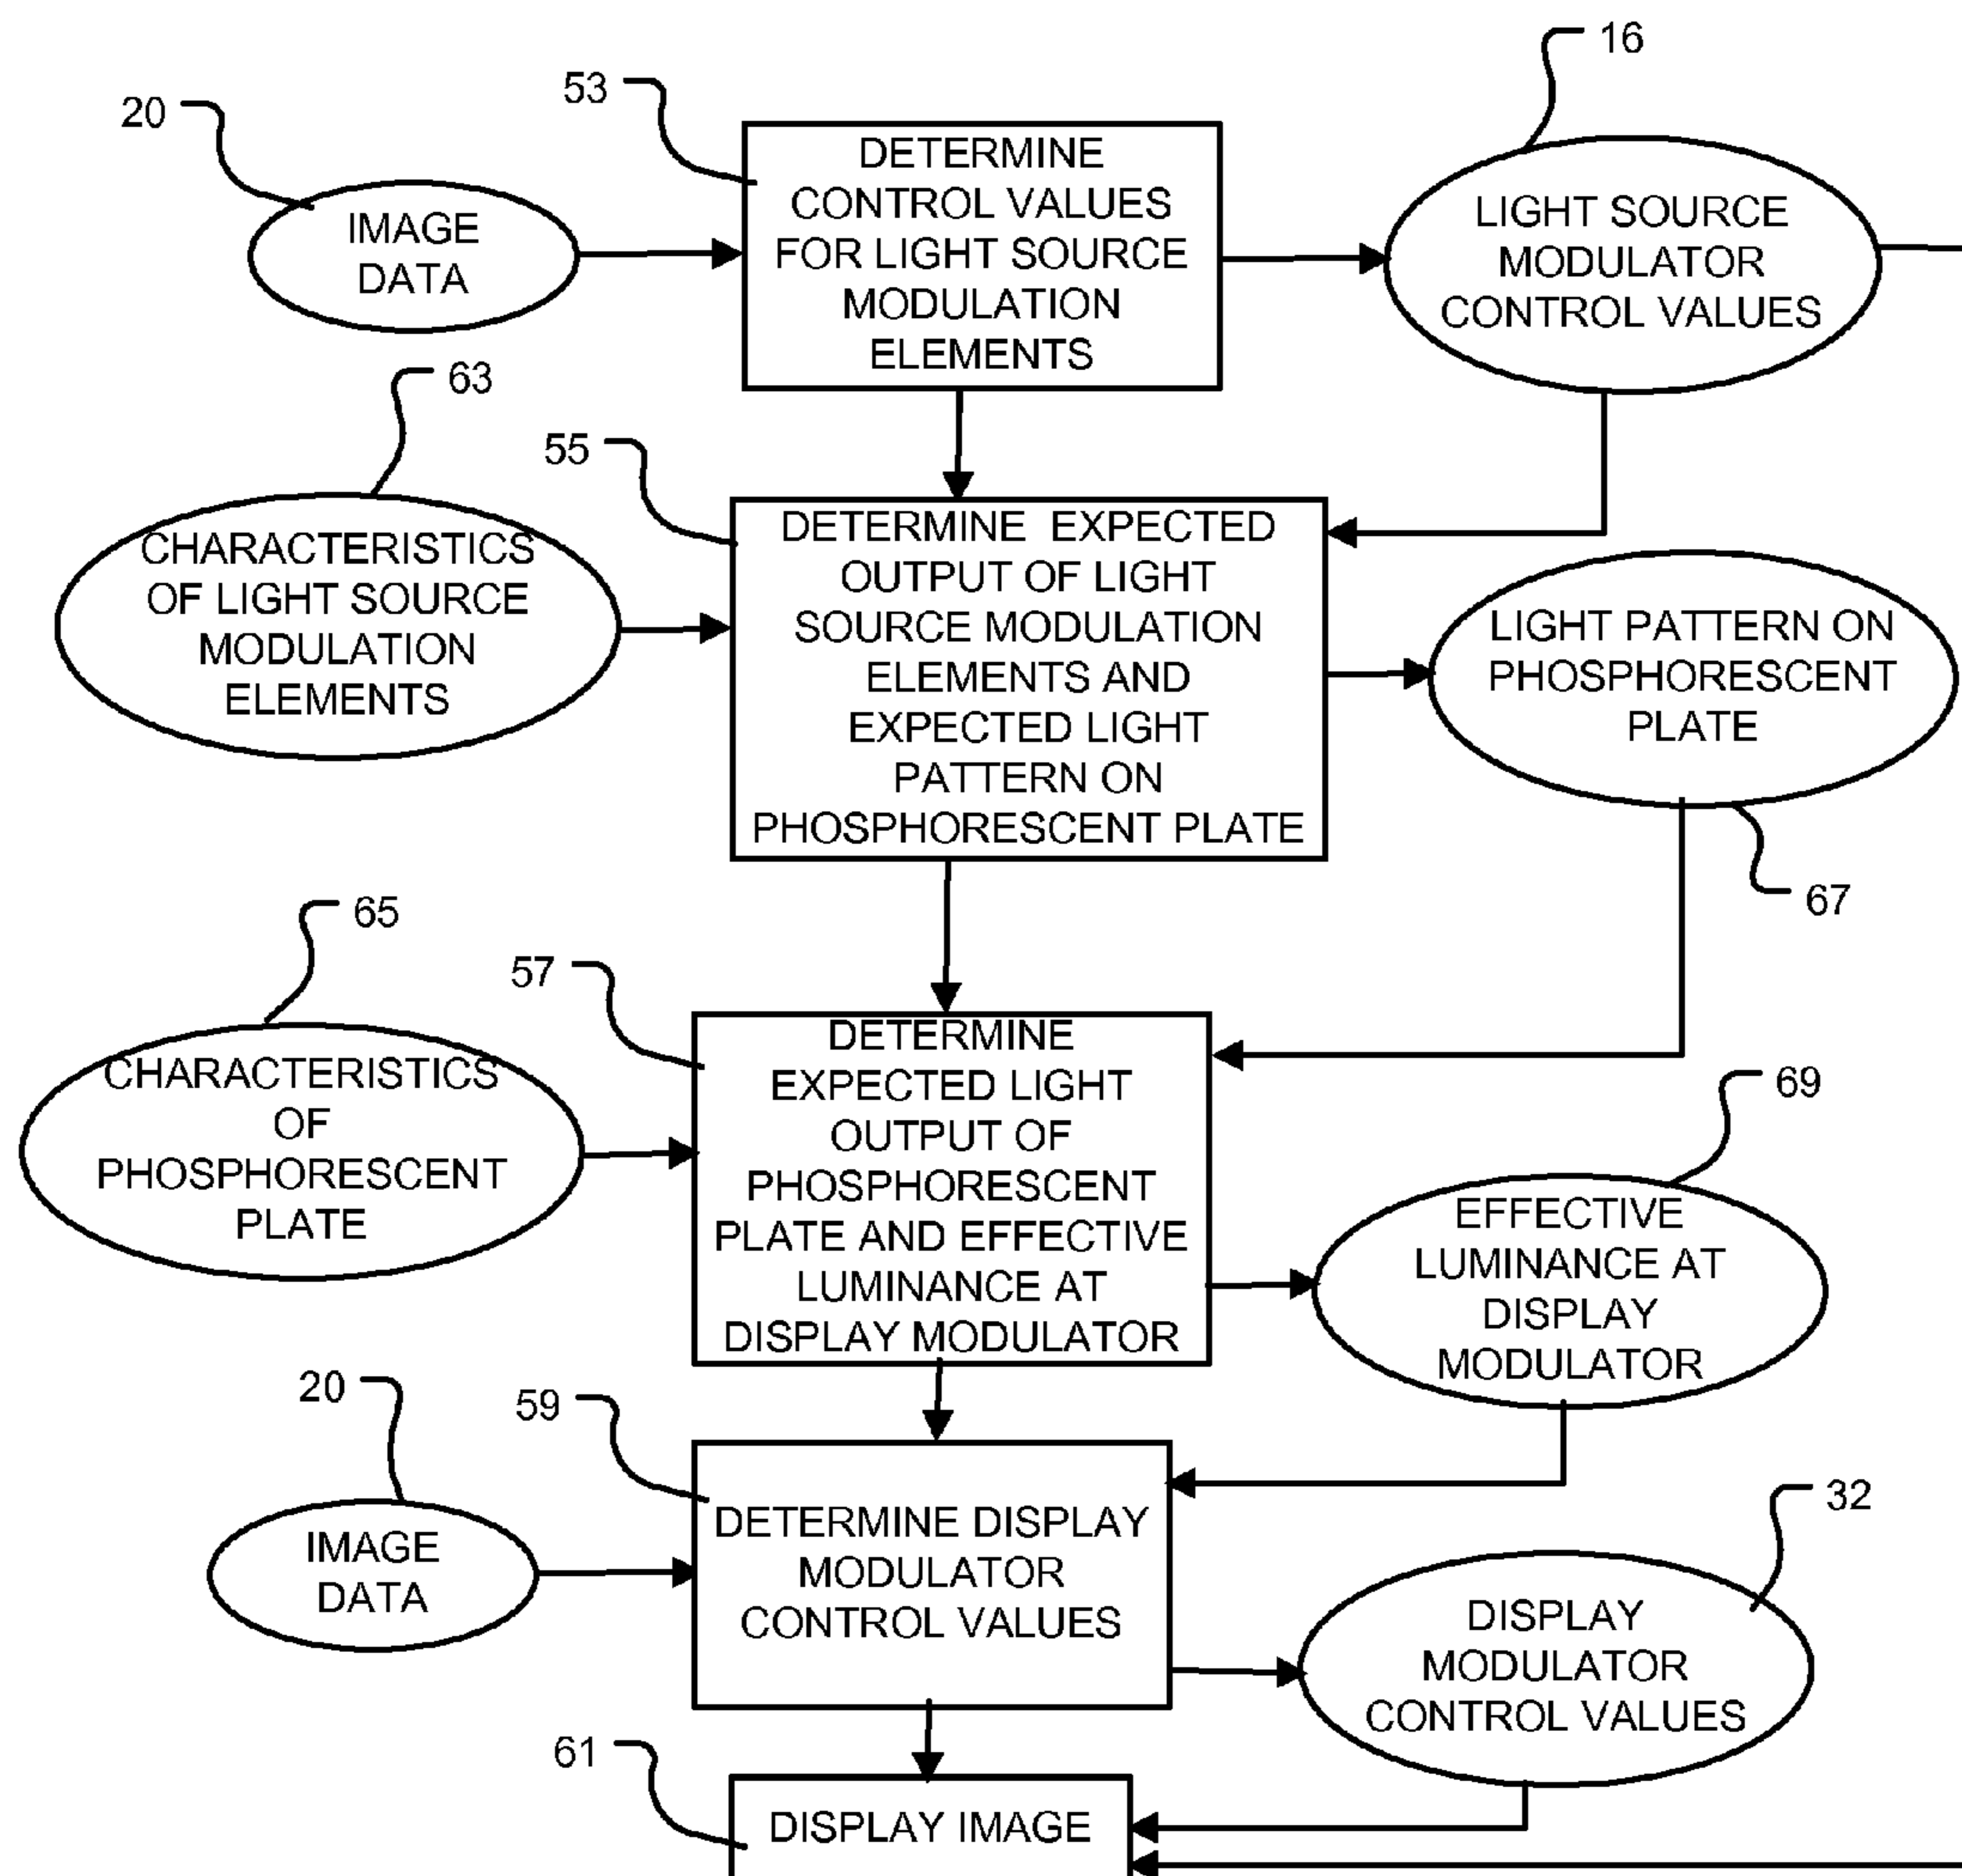 16
53
20
DETERMINE
CONTROL VALUES
FOR LIGHT SOURCE
MODULATION
ELEMENTS
IMAGE
DATA
LIGHT SOURCE
MODULATOR
CONTROL VALUES
63
55
CHARACTERISTICS
OF LIGHT SOURCE
MODULATION
ELEMENTS
DETERMINE EXPECTED
OUTPUT OF LIGHT
SOURCE MODULATION
ELEMENTS AND
EXPECTED LIGHT
PATTERN ON
PHOSPHORESCENT PLATE
LIGHT PATTERN ON
PHOSPHORESCENT
PLATE
67
65
57
CHARACTERISTICS
OF
PHOSPHORESCENT
PLATE
DETERMINE
EXPECTED LIGHT
OUTPUT OF
PHOSPHORESCENT
PLATE AND EFFECTIVE
LUMINANCE AT
DISPLAY MODULATOR
69
EFFECTIVE
LUMINANCE AT
DISPLAY
MODULATOR
20
59
IMAGE
DATA
DETERMINE DISPLAY
MODULATOR
CONTROL VALUES
32
DISPLAY
MODULATOR
CONTROL VALUES
61
DISPLAY IMAGE